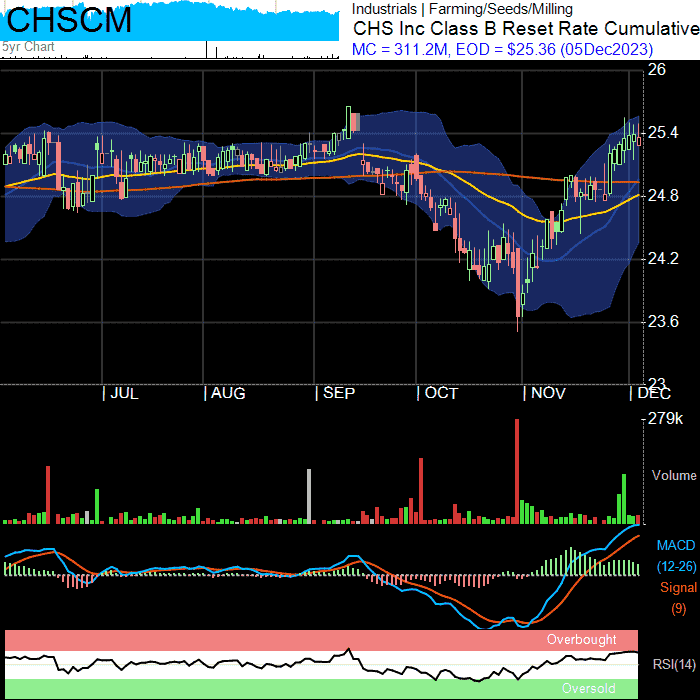 CHSCM
5yr Chart
Industrials | Farming/Seeds/Milling
CHS Inc Class B Reset Rate Cumulative
MC = 311.2M, EOD = $25.36 (05Dec2023)
26
25.4
24.8
24.2
23.6
23
| JUL | AUG | SEP | OCT | NOV | DEC
279k
Volume
MACD
(12-26)
Signal
(9)
Overbought
RSI(14)
Oversold